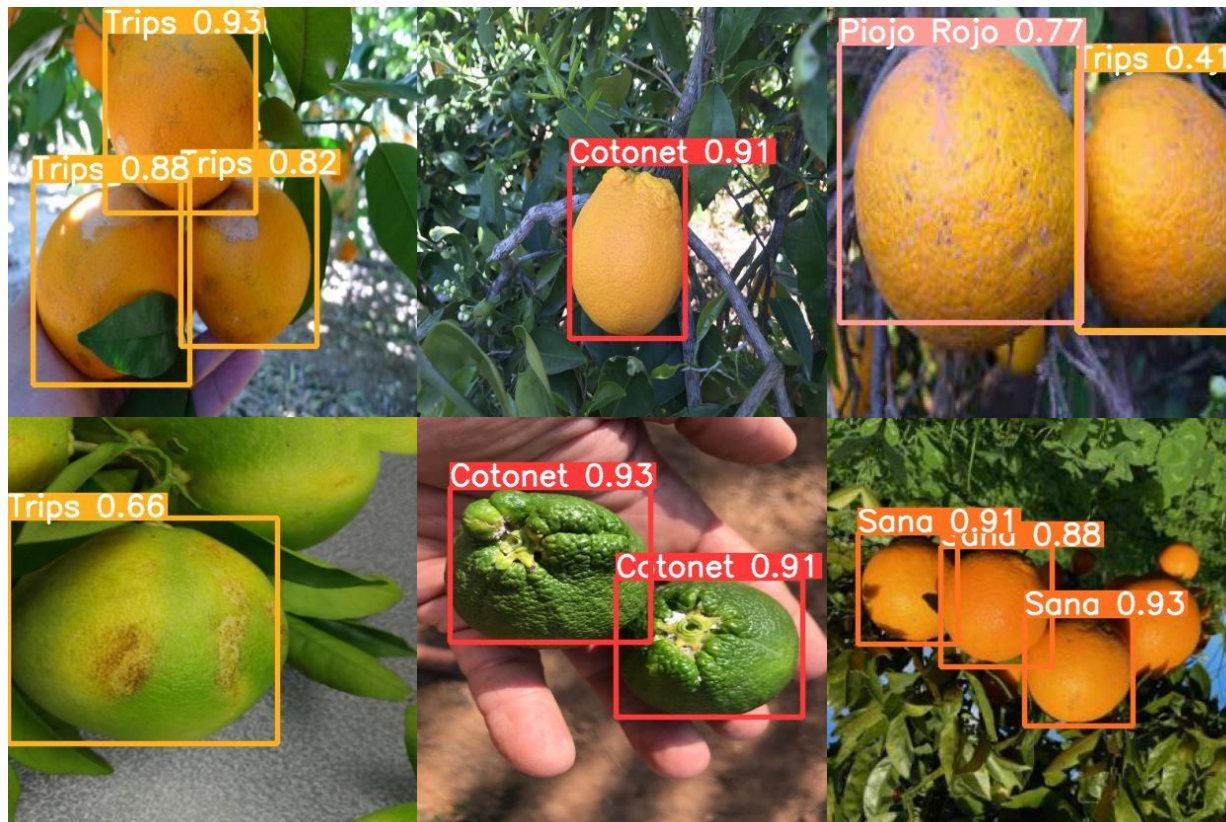 Trips 0.93
Trips 0.88
Trips 0.82
Cotonet 0.91
Piojo Rojo 0.77
Trips 0.41
Trips 0.66
Cotonet 0.93
Cotonet 0.91
Sana 0.91
0.88
Sana 0.93